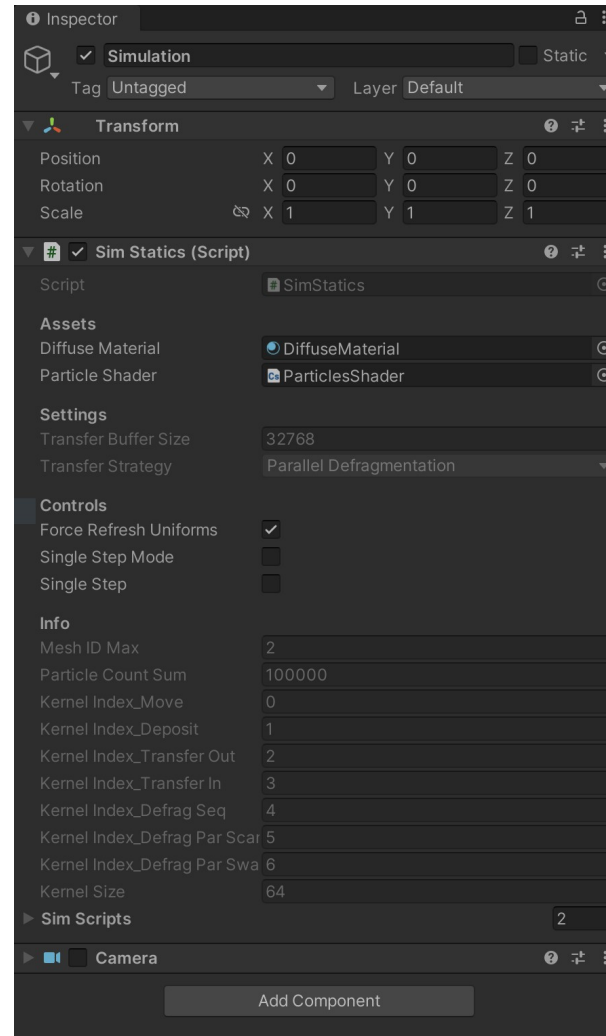 Inspector
Simulation Static
Tag Untagged Layer Default
Transform
Position X 0 Y 0 Z 0
Rotation X 0 Y 0 Z 0
Scale X 1 Y 1 Z 1
# Sim Statics (Script)
Script # SimStatics
Assets
Diffuse Material DiffuseMaterial
Particle Shader Cs ParticlesShader
Settings
Transfer Buffer Size 32768
Transfer Strategy Parallel Defragmentation
Controls
Force Refresh Uniforms
Single Step Mode
Single Step
Info
Mesh ID Max 2
Particle Count Sum 100000
Kernel Index_Move 0
Kernel Index_Deposit 1
Kernel Index_Transfer Out 2
Kernel Index_Transfer In 3
Kernel Index_Defrag Seq 4
Kernel Index_Defrag Par Scar 5
Kernel Index_Defrag Par Swa 6
Kernel Size 64
Sim Scripts 2
Camera
Add Component